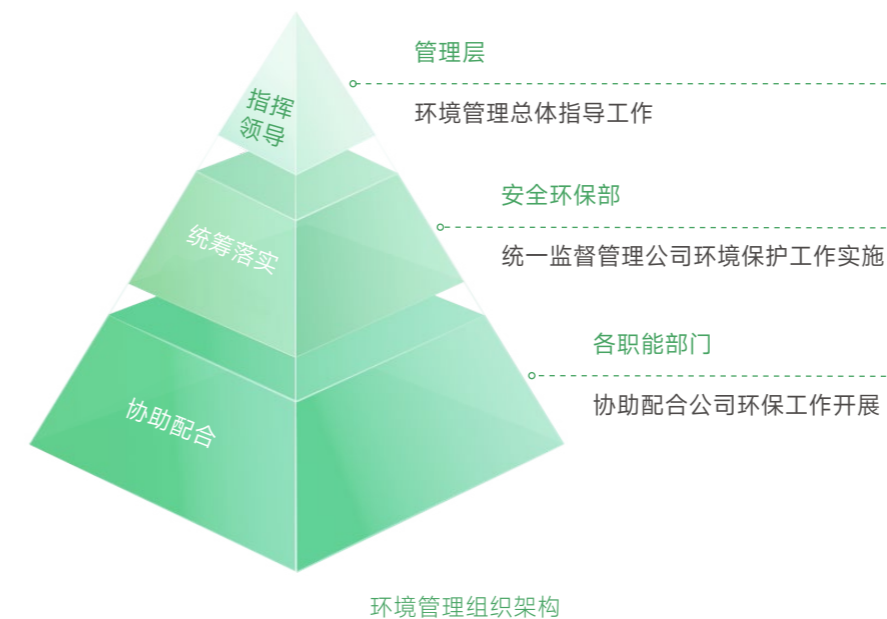 管理层
指挥
领导
环境管理总体指导工作
安全环保部
统筹落实
统一监督管理公司环境保护工作实施
各职能部门
协助配合
协助配合公司环保工作开展
环境管理组织架构